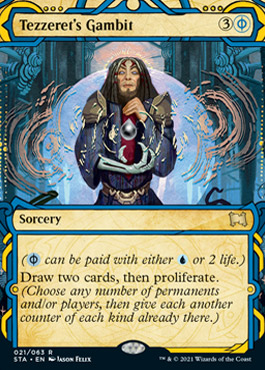 Tezzeret's Gambit 3
Sorcery
( can be paid with either or 2 life.)
Draw two cards, then proliferate.
(Choose any number of permanents
and/or players, then give each another
counter of each kind already there.)
021/063 R
STA • EN JASON FELIX
™ & © 2021 Wizards of the Coast